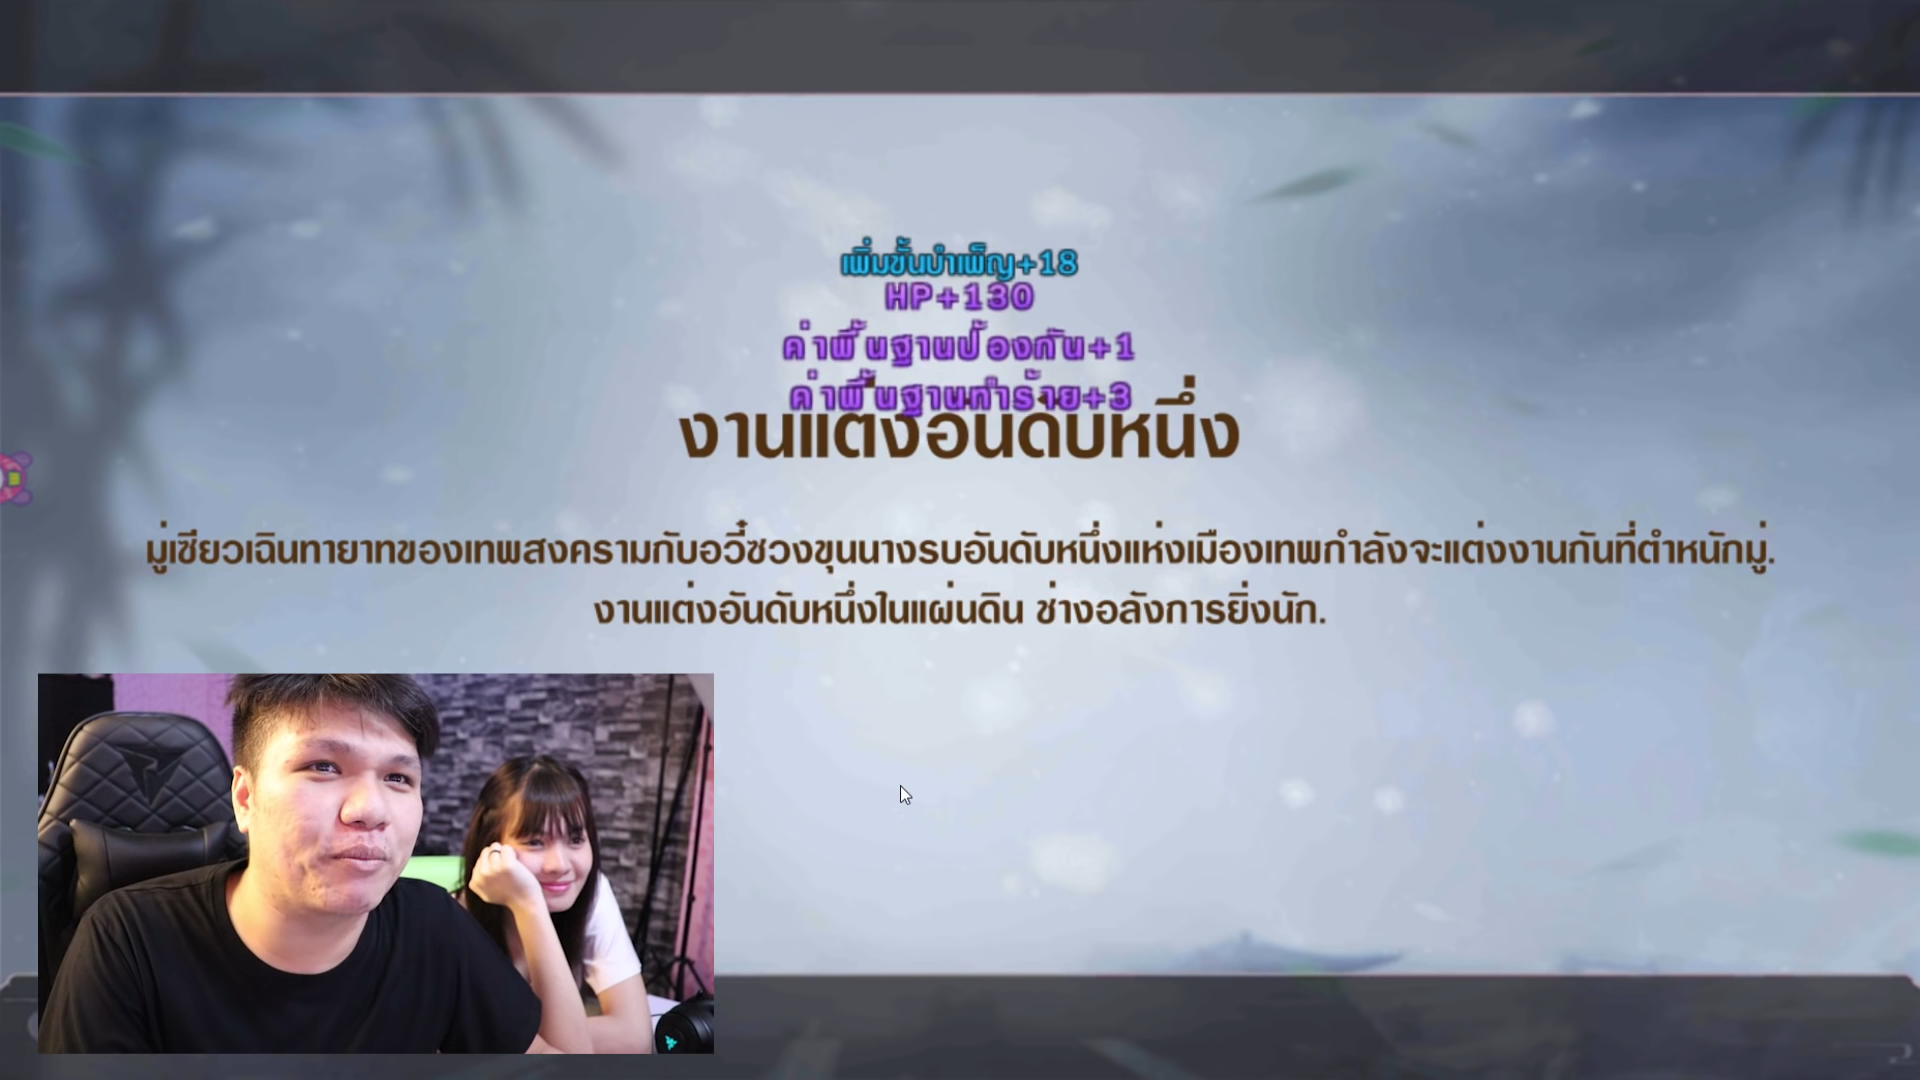 เพิ่มขั้นบำเพ็ญ+18
HP+130
ค่าพื้นฐานป้องกัน+1
ค่าพื้นฐานทำร้าย+3
งานแต่งอันดับหนึ่ง
มู่เซียวเฉินทายาทของเทพสงครามกับอวี๋ซวงขุนนางรบอันดับหนึ่งแห่งเมืองเทพกำลังจะแต่งงานกันที่ตำหนักมู่.
งานแต่งอันดับหนึ่งในแผ่นดิน ช่างอลังการยิ่งนัก.